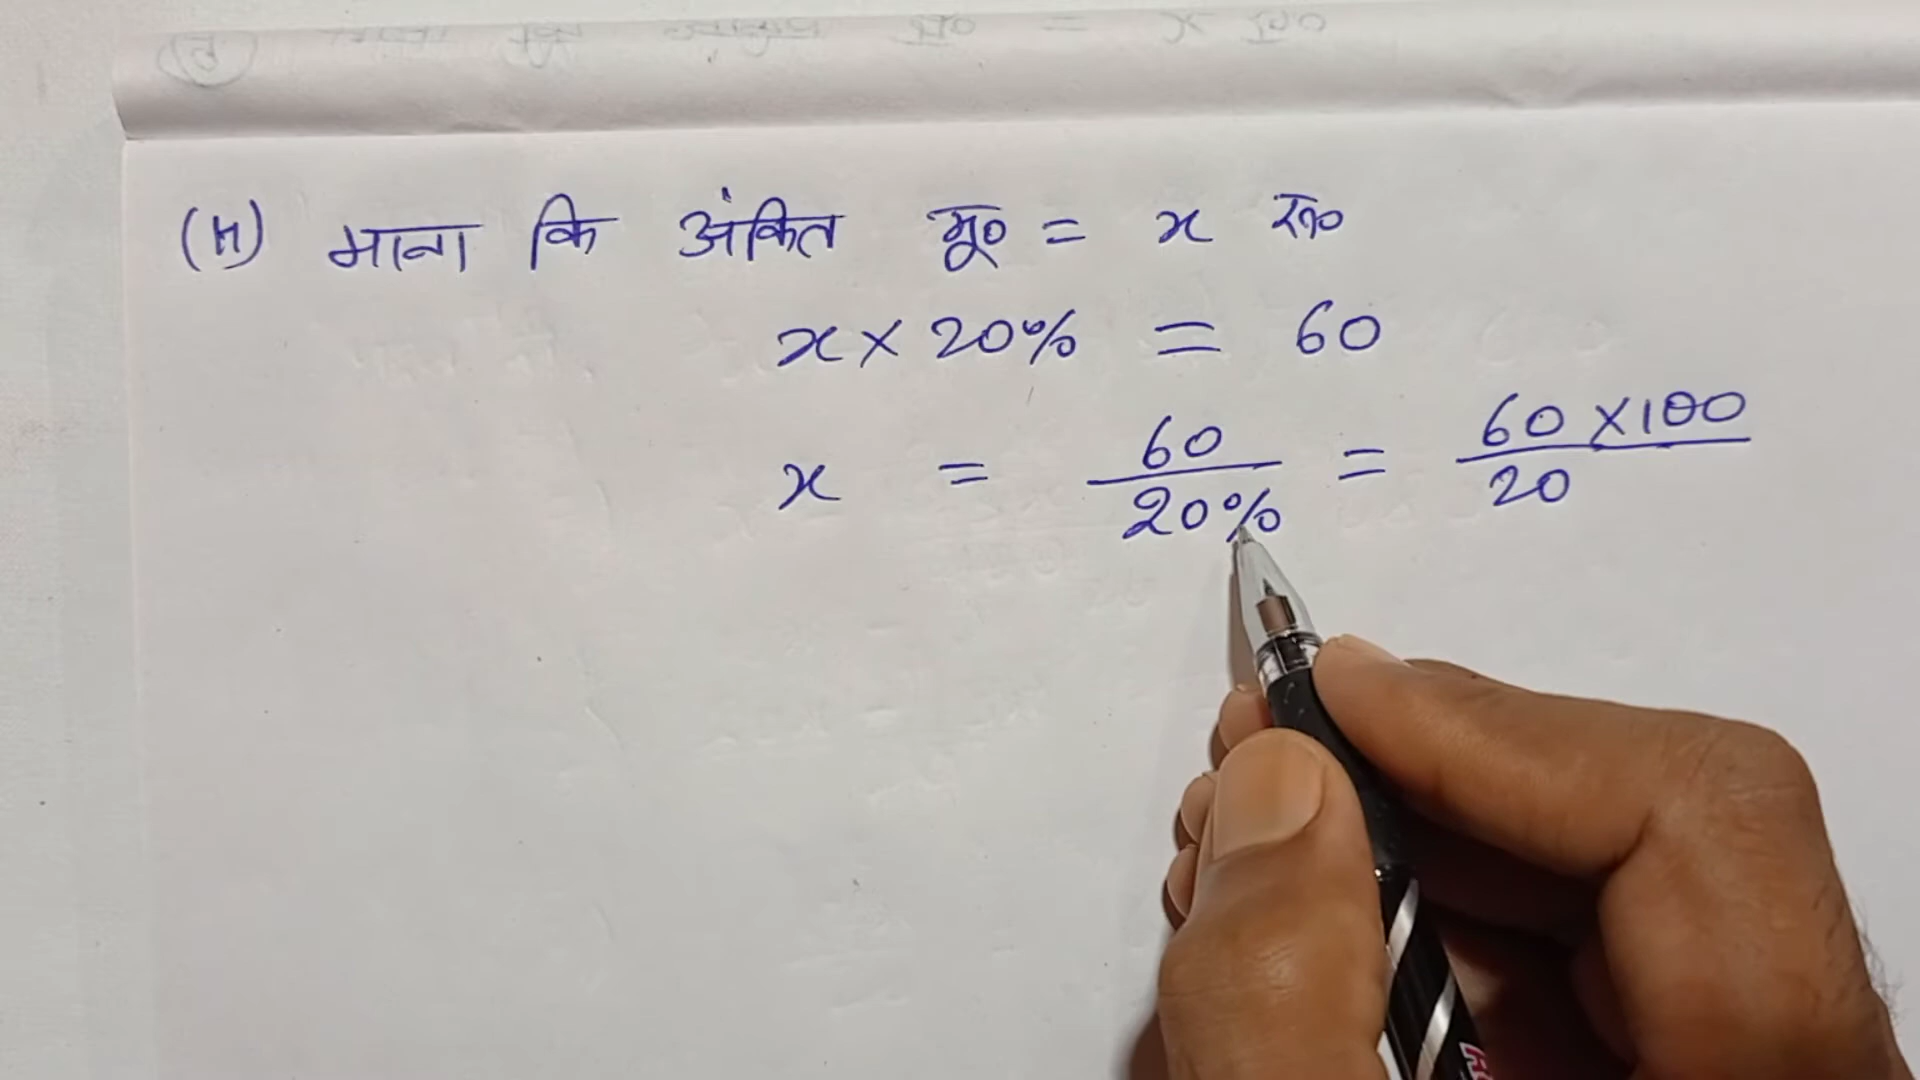 (म) माना कि अंकित मू० = x रू०
x × 20% = 60
x = 60/20% = 60 × 100/20